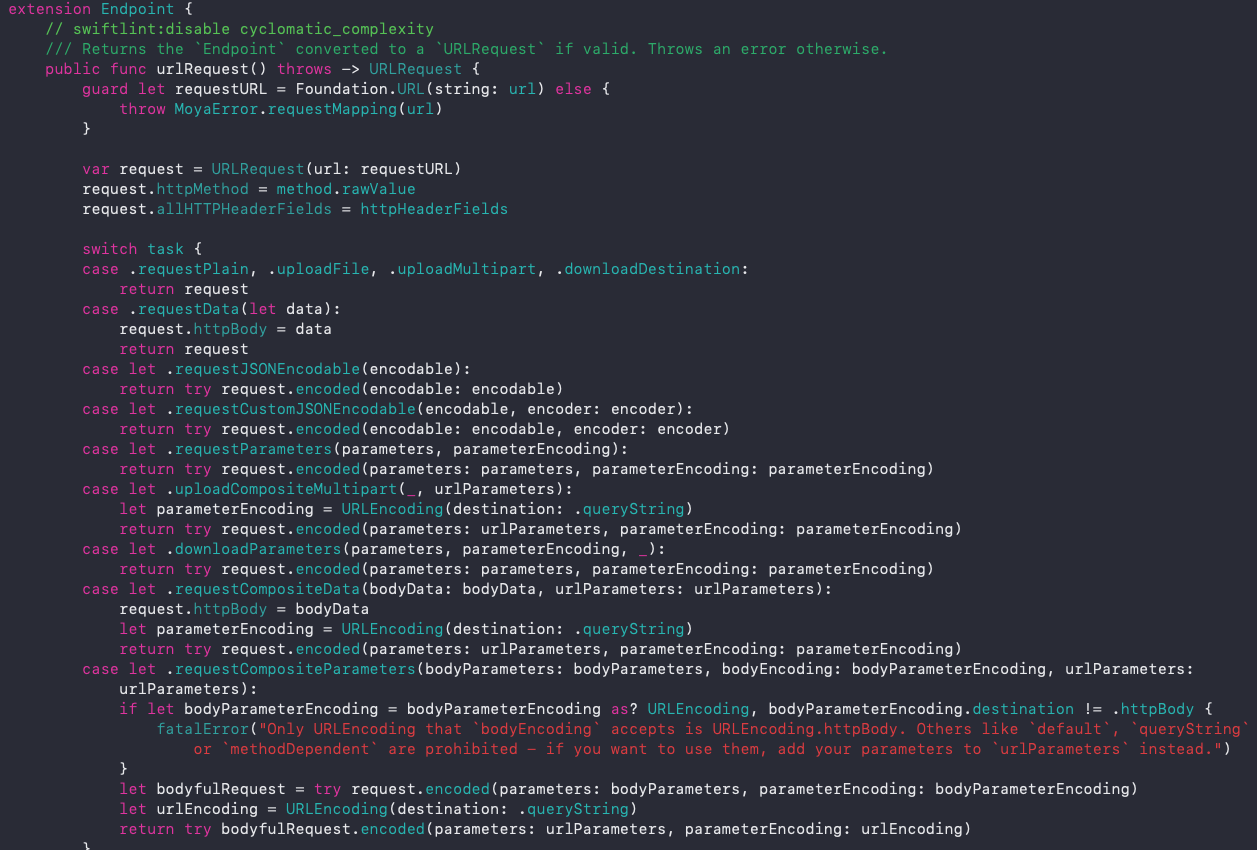 extension Endpoint {
    // swiftlint:disable cyclomatic_complexity
    /// Returns the `Endpoint` converted to a `URLRequest` if valid. Throws an error otherwise.
    public func urlRequest() throws -> URLRequest {
        guard let requestURL = Foundation.URL(string: url) else {
            throw MoyaError.requestMapping(url)
        }

        var request = URLRequest(url: requestURL)
        request.httpMethod = method.rawValue
        request.allHTTPHeaderFields = httpHeaderFields

        switch task {
        case .requestPlain, .uploadFile, .uploadMultipart, .downloadDestination:
            return request
        case .requestData(let data):
            request.httpBody = data
            return request
        case let .requestJSONEncodable(encodable):
            return try request.encoded(encodable: encodable)
        case let .requestCustomJSONEncodable(encodable, encoder: encoder):
            return try request.encoded(encodable: encodable, encoder: encoder)
        case let .requestParameters(parameters, parameterEncoding):
            return try request.encoded(parameters: parameters, parameterEncoding: parameterEncoding)
        case let .uploadCompositeMultipart(_, urlParameters):
            let parameterEncoding = URLEncoding(destination: .queryString)
            return try request.encoded(parameters: urlParameters, parameterEncoding: parameterEncoding)
        case let .downloadParameters(parameters, parameterEncoding, _):
            return try request.encoded(parameters: parameters, parameterEncoding: parameterEncoding)
        case let .requestCompositeData(bodyData: bodyData, urlParameters: urlParameters):
            request.httpBody = bodyData
            let parameterEncoding = URLEncoding(destination: .queryString)
            return try request.encoded(parameters: urlParameters, parameterEncoding: parameterEncoding)
        case let .requestCompositeParameters(bodyParameters: bodyParameters, bodyEncoding: bodyParameterEncoding, urlParameters:
            urlParameters):
            if let bodyParameterEncoding = bodyParameterEncoding as? URLEncoding, bodyParameterEncoding.destination != .httpBody {
                fatalError("Only URLEncoding that `bodyEncoding` accepts is URLEncoding.httpBody. Others like `default`, `queryString`
                    or `methodDependent` are prohibited – if you want to use them, add your parameters to `urlParameters` instead.")
            }
            let bodyfulRequest = try request.encoded(parameters: bodyParameters, parameterEncoding: bodyParameterEncoding)
            let urlEncoding = URLEncoding(destination: .queryString)
            return try bodyfulRequest.encoded(parameters: urlParameters, parameterEncoding: urlEncoding)
        }